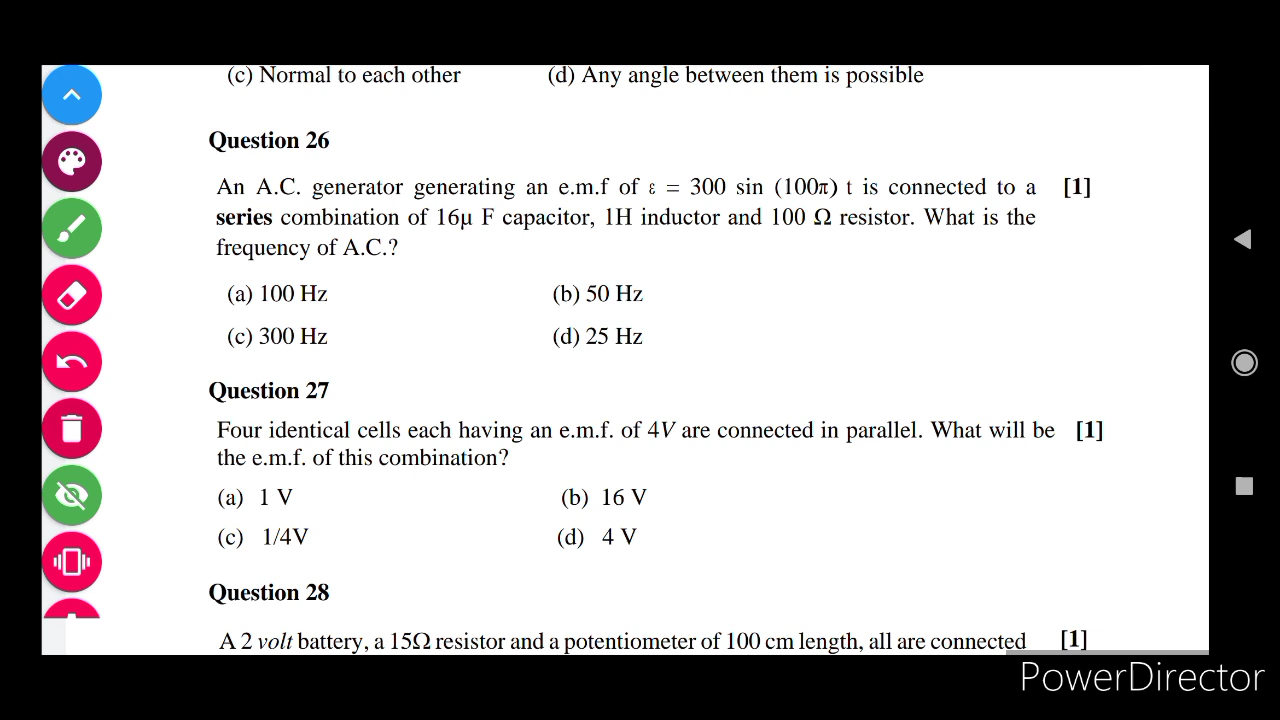 (c) Normal to each other (d) Any angle between them is possible
Question 26
An A.C. generator generating an e.m.f of ε = 300 sin (100π) t is connected to a [1]
series combination of 16μ F capacitor, 1H inductor and 100 Ω resistor. What is the
frequency of A.C.?
(a) 100 Hz (b) 50 Hz
(c) 300 Hz (d) 25 Hz
Question 27
Four identical cells each having an e.m.f. of 4V are connected in parallel. What will be [1]
the e.m.f. of this combination?
(a) 1 V (b) 16 V
(c) 1/4V (d) 4 V
Question 28
A 2 volt battery, a 15Ω resistor and a potentiometer of 100 cm length, all are connected [1]
PowerDirector